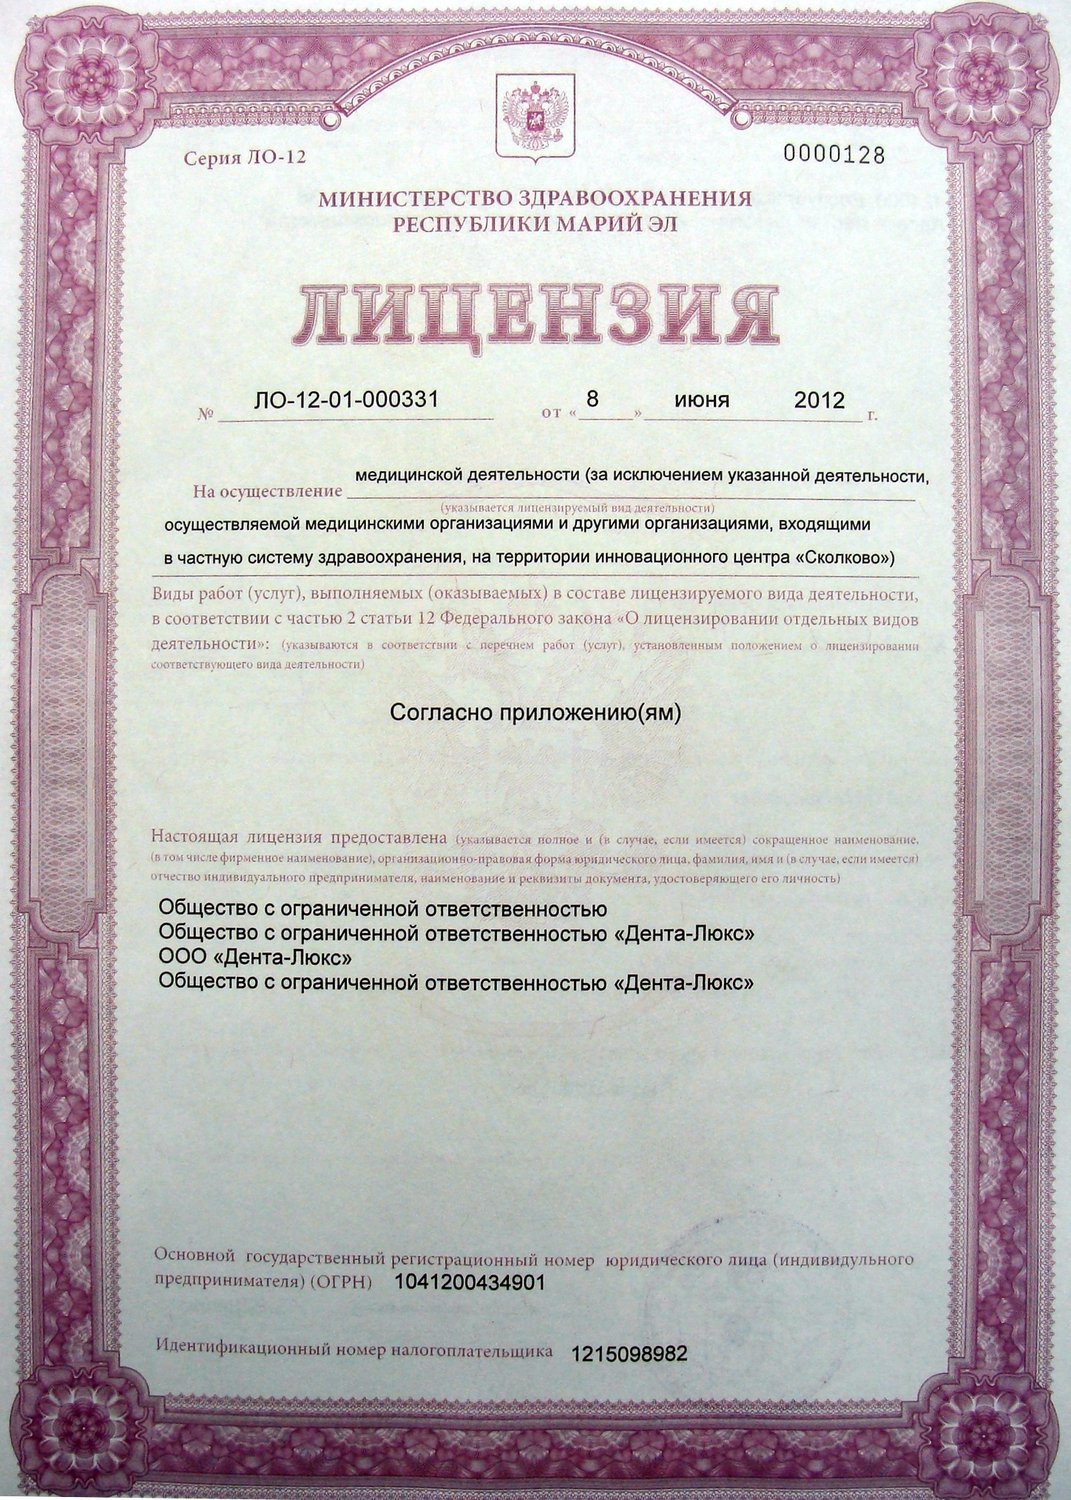 Серия ЛО-12
0000128
МИНИСТЕРСТВО ЗДРАВООХРАНЕНИЯ
РЕСПУБЛИКИ МАРИЙ ЭЛ
ЛИЦЕНЗИЯ
№ ЛО-12-01-000331 от « 8 » июня 2012 г.
На осуществление медицинской деятельности (за исключением указанной деятельности,
(указывается лицензируемый вид деятельности)
осуществляемой медицинскими организациями и другими организациями, входящими
в частную систему здравоохранения, на территории инновационного центра «Сколково»)
Виды работ (услуг), выполняемых (оказываемых) в составе лицензируемого вида деятельности,
в соответствии с частью 2 статьи 12 Федерального закона «О лицензировании отдельных видов
деятельности»: (указываются в соответствии с перечнем работ (услуг), установленным положением о лицензировании
соответствующего вида деятельности)
Согласно приложению(ям)
Настоящая лицензия предоставлена (указывается полное и (в случае, если имеется) сокращенное наименование,
(в том числе фирменное наименование), организационно-правовая форма юридического лица, фамилия, имя и (в случае, если имеется)
отчество индивидуального предпринимателя, наименование и реквизиты документа, удостоверяющего его личность)
Общество с ограниченной ответственностью
Общество с ограниченной ответственностью «Дента-Люкс»
ООО «Дента-Люкс»
Общество с ограниченной ответственностью «Дента-Люкс»
Основной государственный регистрационный номер юридического лица (индивидульного
предпринимателя) (ОГРН) 1041200434901
Идентификационный номер налогоплательщика 1215098982